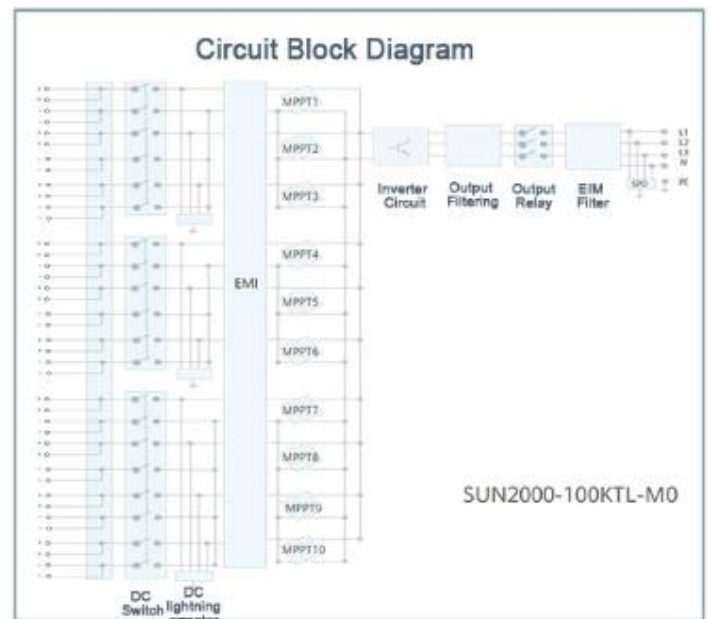 Circuit Block Diagram
MPPT1
MPPT2
MPPT3
MPPT4
EMI
MPPT5
MPPT6
MPPT7
MPPT8
MPPT9
MPPT10
L1
L2
L3
N
SPD
PE
Inverter
Circuit
Output
Filtering
Output
Relay
EIM
Filter
SUN2000-100KTL-M0
DC
Switch
DC
lightning